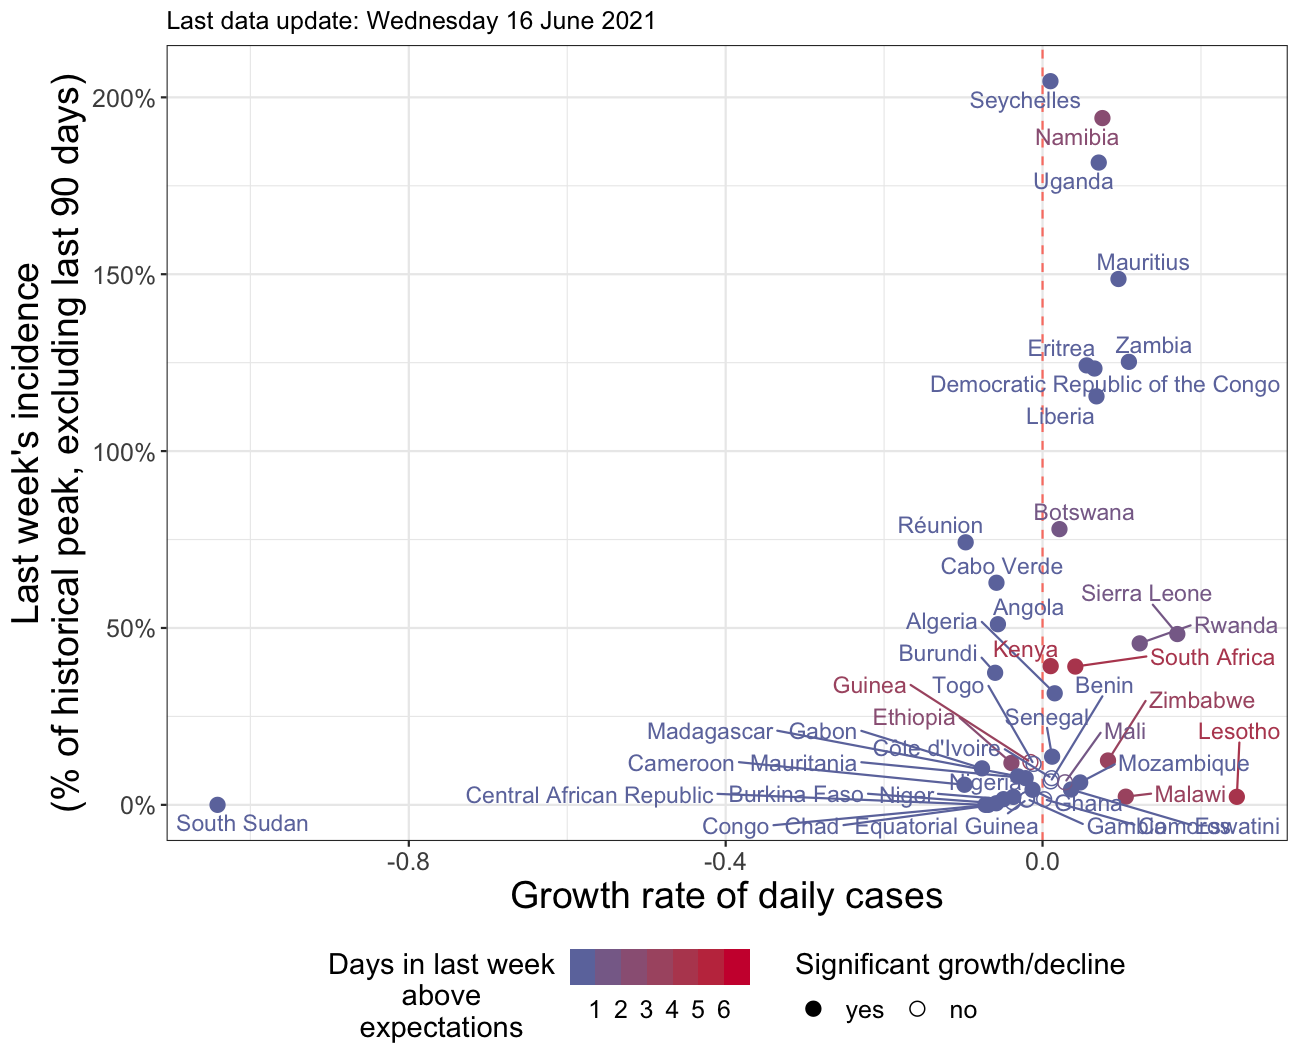 Last data update: Wednesday 16 June 2021
Last week's incidence
(% of historical peak, excluding last 90 days)
200%
150%
100%
50%
0%
Seychelles
Namibia
Uganda
Mauritius
Eritrea
Zambia
Democratic Republic of the Congo
Liberia
Botswana
Réunion
Cabo Verde
Sierra Leone
Angola
Algeria
Rwanda
Kenya
Burundi
South Africa
Guinea
Togo
Benin
Zimbabwe
Ethiopia
Senegal
Madagascar
Gabon
Mali
Lesotho
Côte d'Ivoire
Cameroon
Mauritania
Mozambique
Nigeria
Central African Republic
Burkina Faso
Niger
Malawi
Ghana
South Sudan
Congo
Chad
Equatorial Guinea
Gambia
Comoros
Eswatini
-0.8
-0.4
0.0
Growth rate of daily cases
Days in last week
above
expectations
1 2 3 4 5 6
Significant growth/decline
yes
no